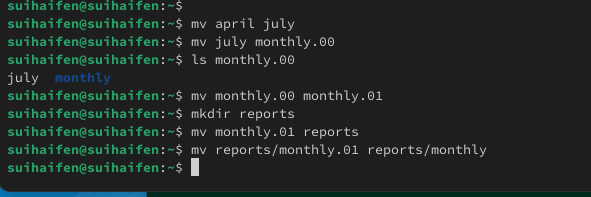 suihaifen@suihaifen:~$
suihaifen@suihaifen:~$ mv april july
suihaifen@suihaifen:~$ mv july monthly.00
suihaifen@suihaifen:~$ ls monthly.00
july  monthly
suihaifen@suihaifen:~$ mv monthly.00 monthly.01
suihaifen@suihaifen:~$ mkdir reports
suihaifen@suihaifen:~$ mv monthly.01 reports
suihaifen@suihaifen:~$ mv reports/monthly.01 reports/monthly
suihaifen@suihaifen:~$